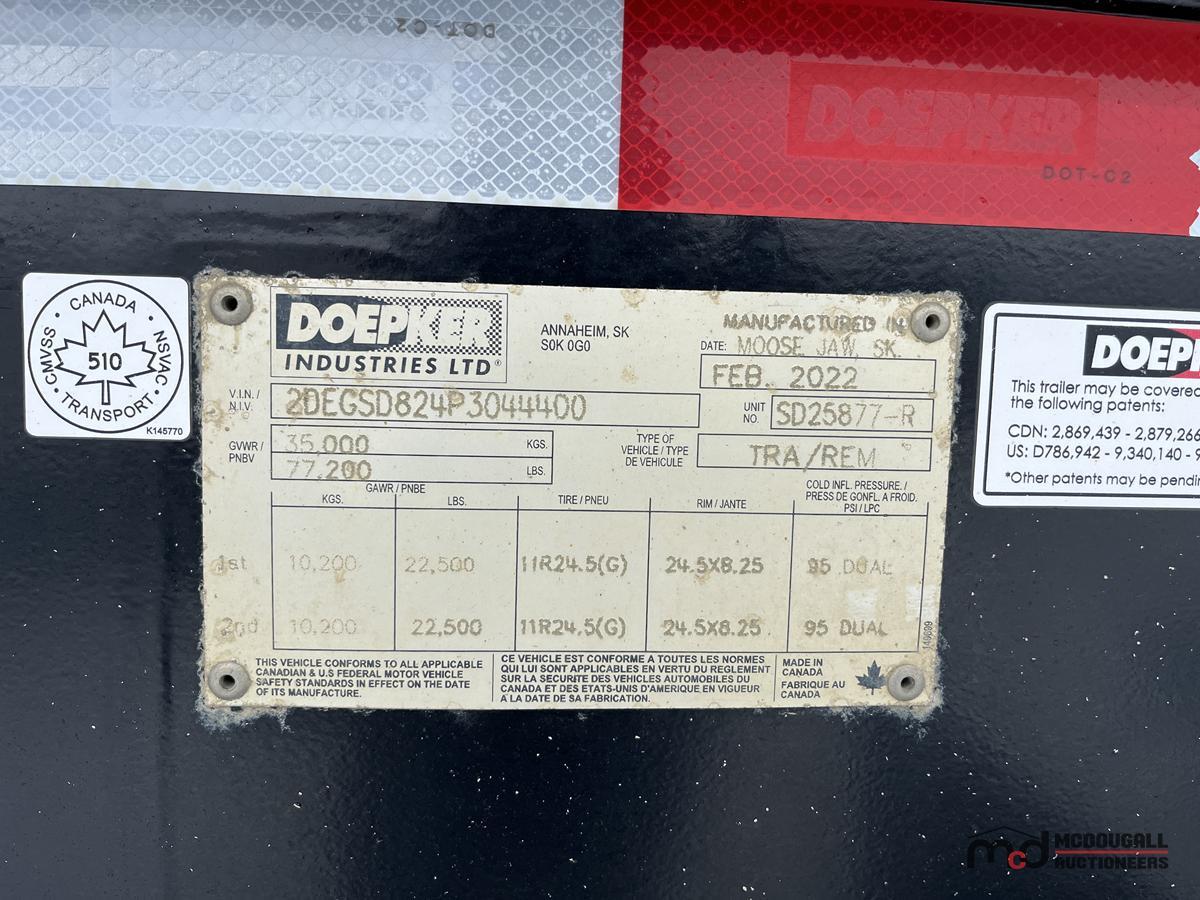 DOT-C2
DOEPKER
DOT-C2
CANADA
CMVSS
NSVAC
510
TRANSPORT
K145770
DOEPKER
INDUSTRIES LTD
ANNAHEIM, SK
S0K 0G0
MANUFACTURED IN
DATE: MOOSE JAW, SK
FEB. 2022
V.I.N. /
N.I.V.
2DEGSD824P3044400
UNIT
NO.
SD25877-R
GVWR /
PNBV
35,000 KGS.
77,200 LBS.
TYPE OF
VEHICLE / TYPE
DE VEHICULE
TRA/REM
GAWR / PNBE
KGS. LBS. TIRE / PNEU RIM / JANTE
COLD INFL. PRESSURE. /
PRESS DE GONFL. A FROID.
PSI / LPC
1st 10,200 22,500 11R24.5(G) 24.5X8.25 95 DUAL
2nd 10,200 22,500 11R24.5(G) 24.5X8.25 95 DUAL
THIS VEHICLE CONFORMS TO ALL APPLICABLE
CANADIAN & U.S FEDERAL MOTOR VEHICLE
SAFETY STANDARDS IN EFFECT ON THE DATE
OF ITS MANUFACTURE.
CE VEHICLE EST CONFORME A TOUTES LES NORMES
QUI LUI SONT APPLICABLES EN VERTU DU REGLEMENT
SUR LA SECURITE DES VEHICLES AUTOMOBILES DU
CANADA ET DES ETATS-UNIS D'AMERIQUE EN VIGUEUR
A LA DATE DE SA FABRICATION.
MADE IN
CANADA
FABRIQUE AU
CANADA
DOEP
This trailer may be covered
the following patents:
CDN: 2,869,439 - 2,879,266
US: D786,942 - 9,340,140 - 9
*Other patents may be pendin
mcd MCDOUGALL
AUCTIONEERS